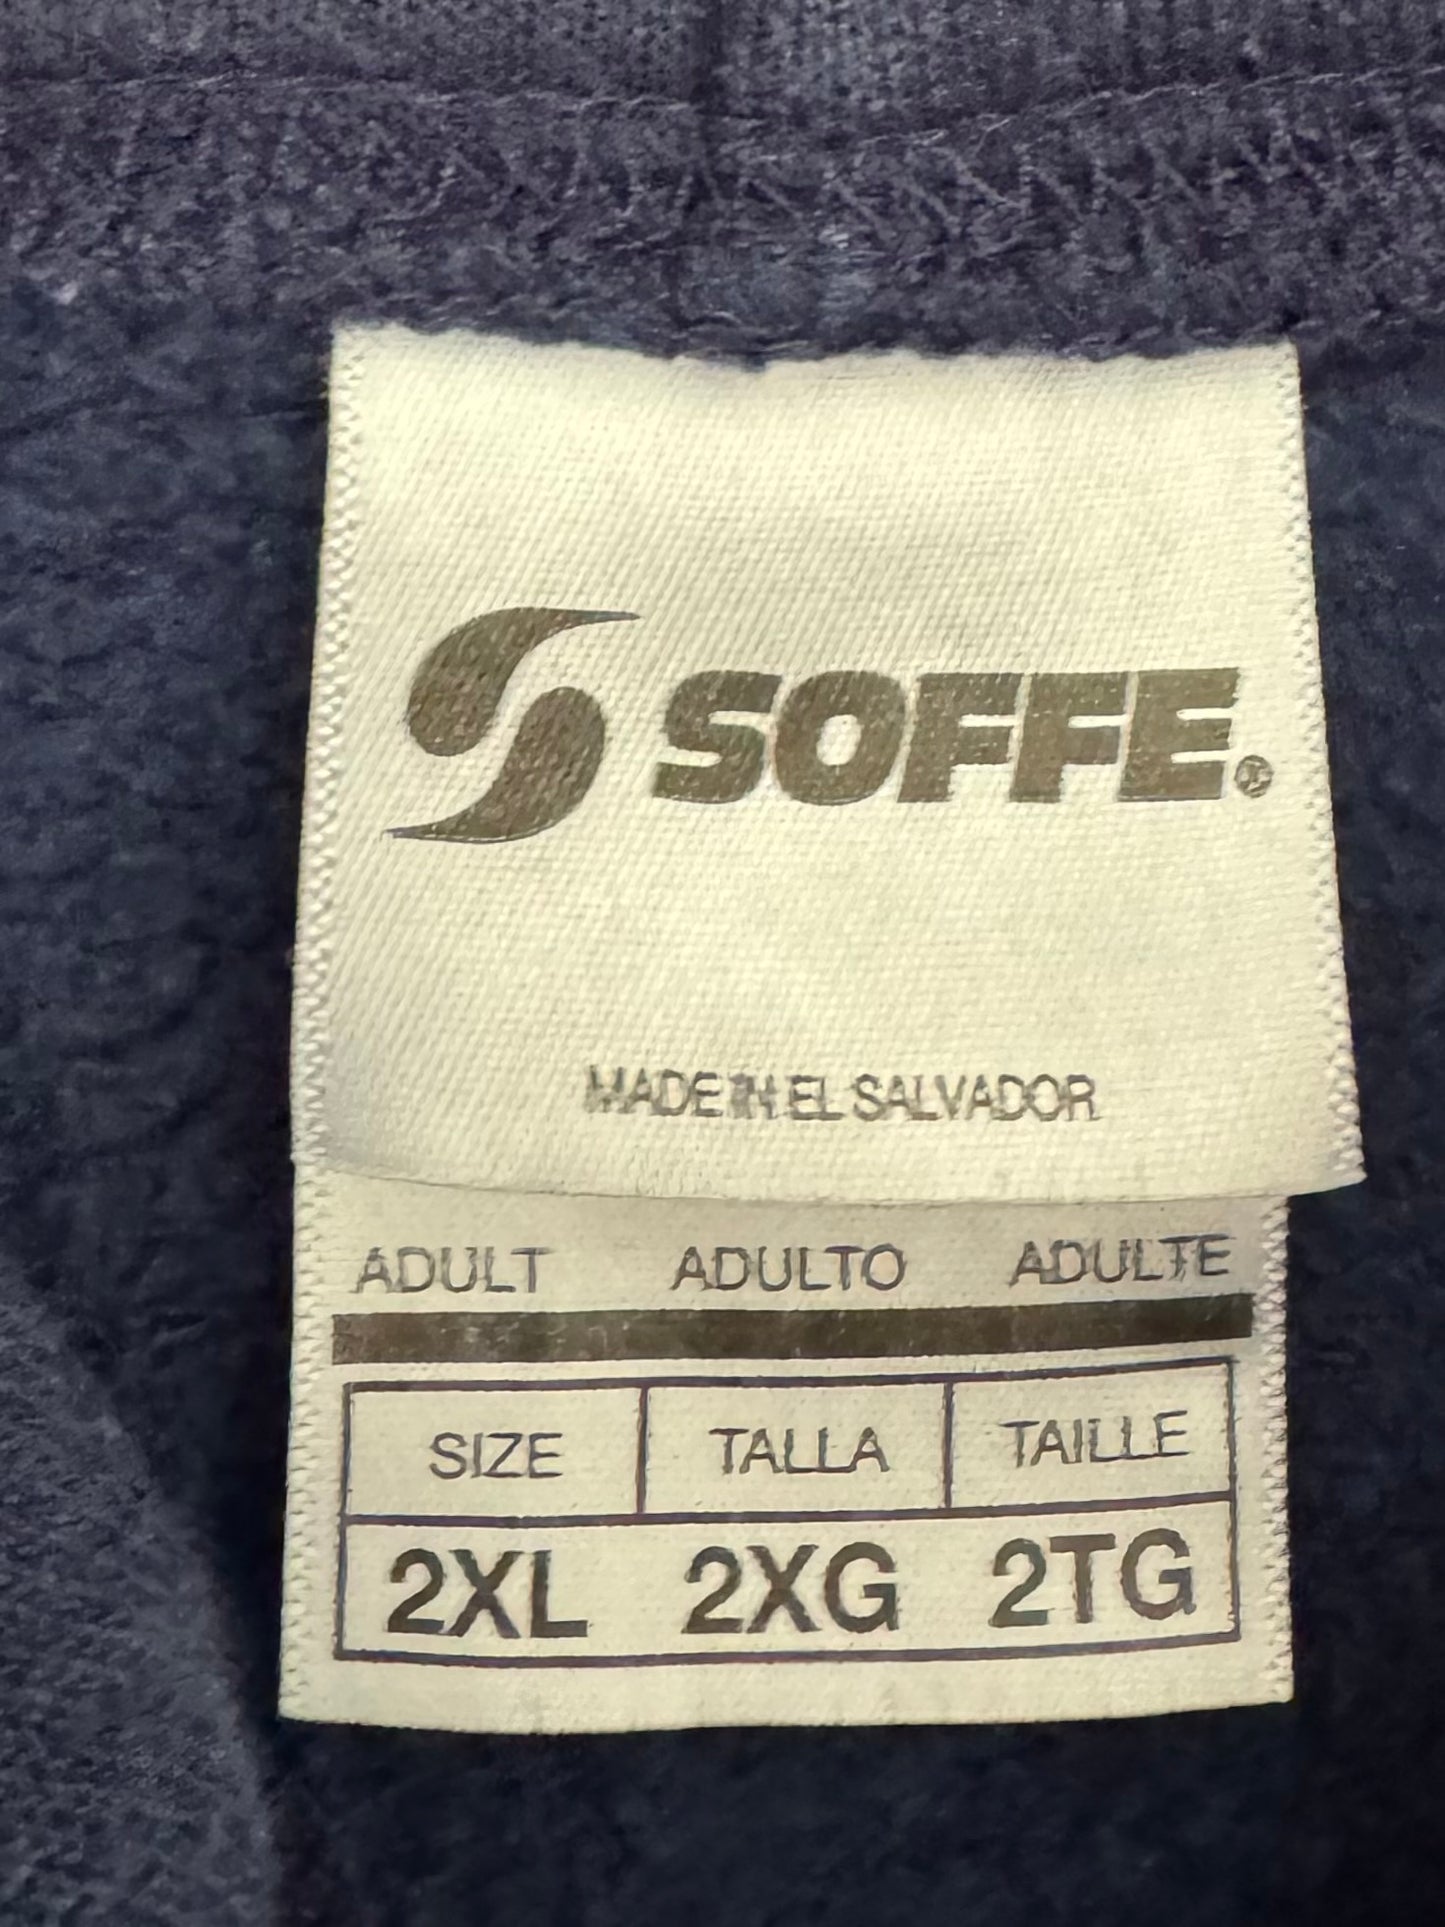 SOFFE®
MADE IN EL SALVADOR
ADULT ADULTO ADULTE
SIZE TALLA TAILLE
2XL 2XG 2TG